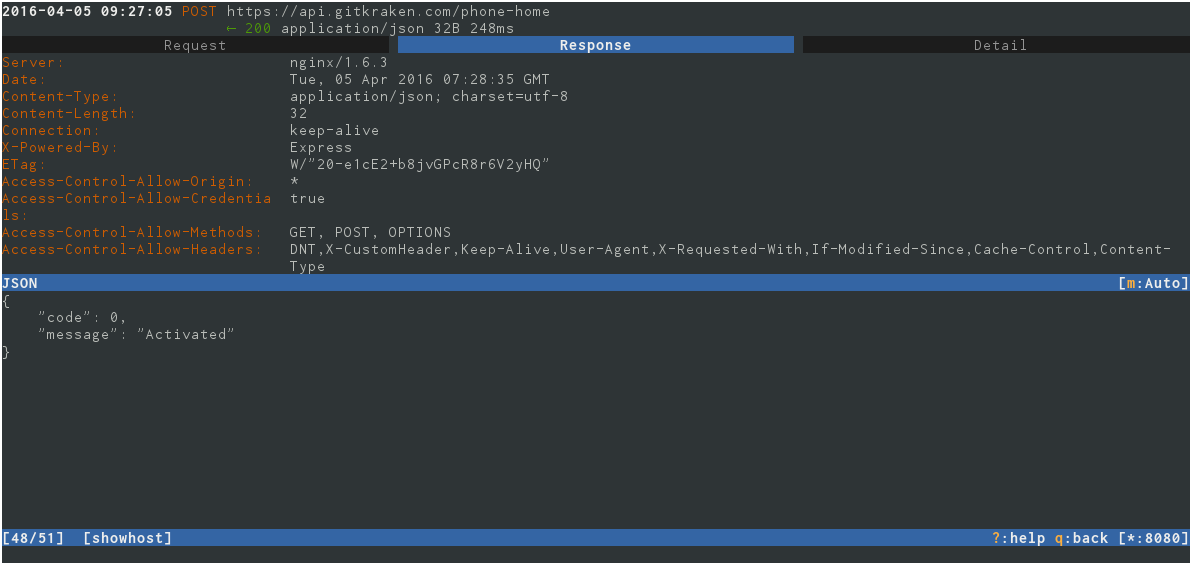 2016-04-05 09:27:05 POST https://api.gitkraken.com/phone-home
← 200 application/json 32B 248ms
Request Response Detail
Server: nginx/1.6.3
Date: Tue, 05 Apr 2016 07:28:35 GMT
Content-Type: application/json; charset=utf-8
Content-Length: 32
Connection: keep-alive
X-Powered-By: Express
ETag: W/"20-e1cE2+b8jvGPcR8r6V2yHQ"
Access-Control-Allow-Origin: *
Access-Control-Allow-Credentia true
ls:
Access-Control-Allow-Methods: GET, POST, OPTIONS
Access-Control-Allow-Headers: DNT,X-CustomHeader,Keep-Alive,User-Agent,X-Requested-With,If-Modified-Since,Cache-Control,Content-
Type
JSON [m:Auto]
{
    "code": 0,
    "message": "Activated"
}
[48/51] [showhost] ?:help q:back [*:8080]